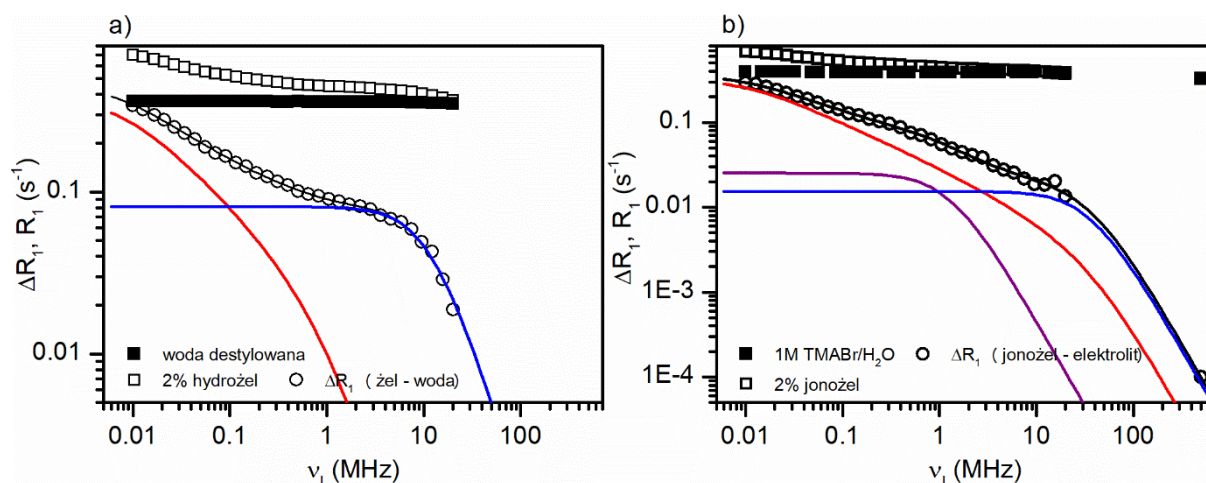 a)
ΔR₁, R₁ (s⁻¹)
0.1
0.01
■ woda destylowana
□ 2% hydrożel ○ ΔR₁ ( żel - woda)
0.01 0.1 1 10 100
ν_L (MHz)
b)
ΔR₁, R₁ (s⁻¹)
0.1
0.01
1E-3
1E-4
■ 1M TMABr/H₂O ○ ΔR₁ ( jonożel - elektrolit)
□ 2% jonożel
0.01 0.1 1 10 100
ν_L (MHz)